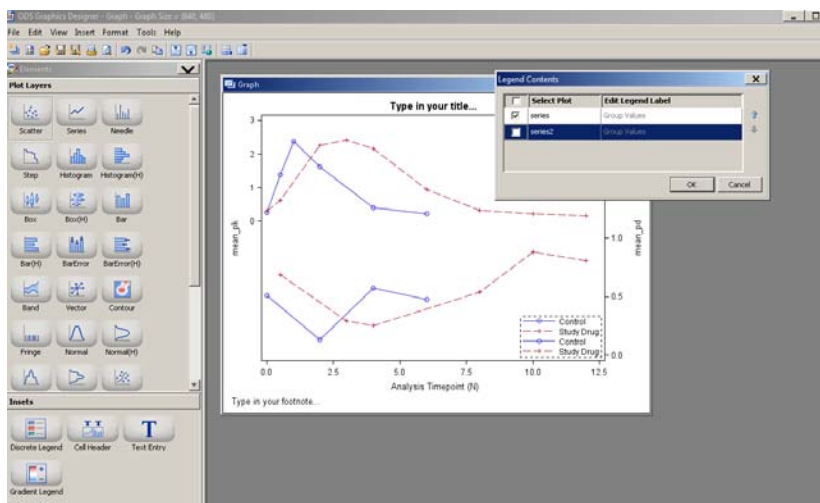 ODS Graphics Designer - Graph - Graph Size = (640, 480)
File Edit View Insert Format Tools Help
Elements
Plot Layers
Scatter Series Needle
Step Histogram Histogram(H)
Box Box(H) Bar
Bar(H) BarError BarError(H)
Band Vector Contour
Fringe Normal Normal(H)
Insets
Discrete Legend Cell Header Text Entry
Gradient Legend
Graph
Type in your title...
3
2
1
0
mean_pk
1.0
0.5
0.0
mean_pd
Control
Study Drug
Control
Study Drug
0.0 2.5 5.0 7.5 10.0 12.5
Analysis Timepoint (N)
Type in your footnote...
Legend Contents
Select Plot Edit Legend Label
series Group Values
series2 Group Values
OK Cancel